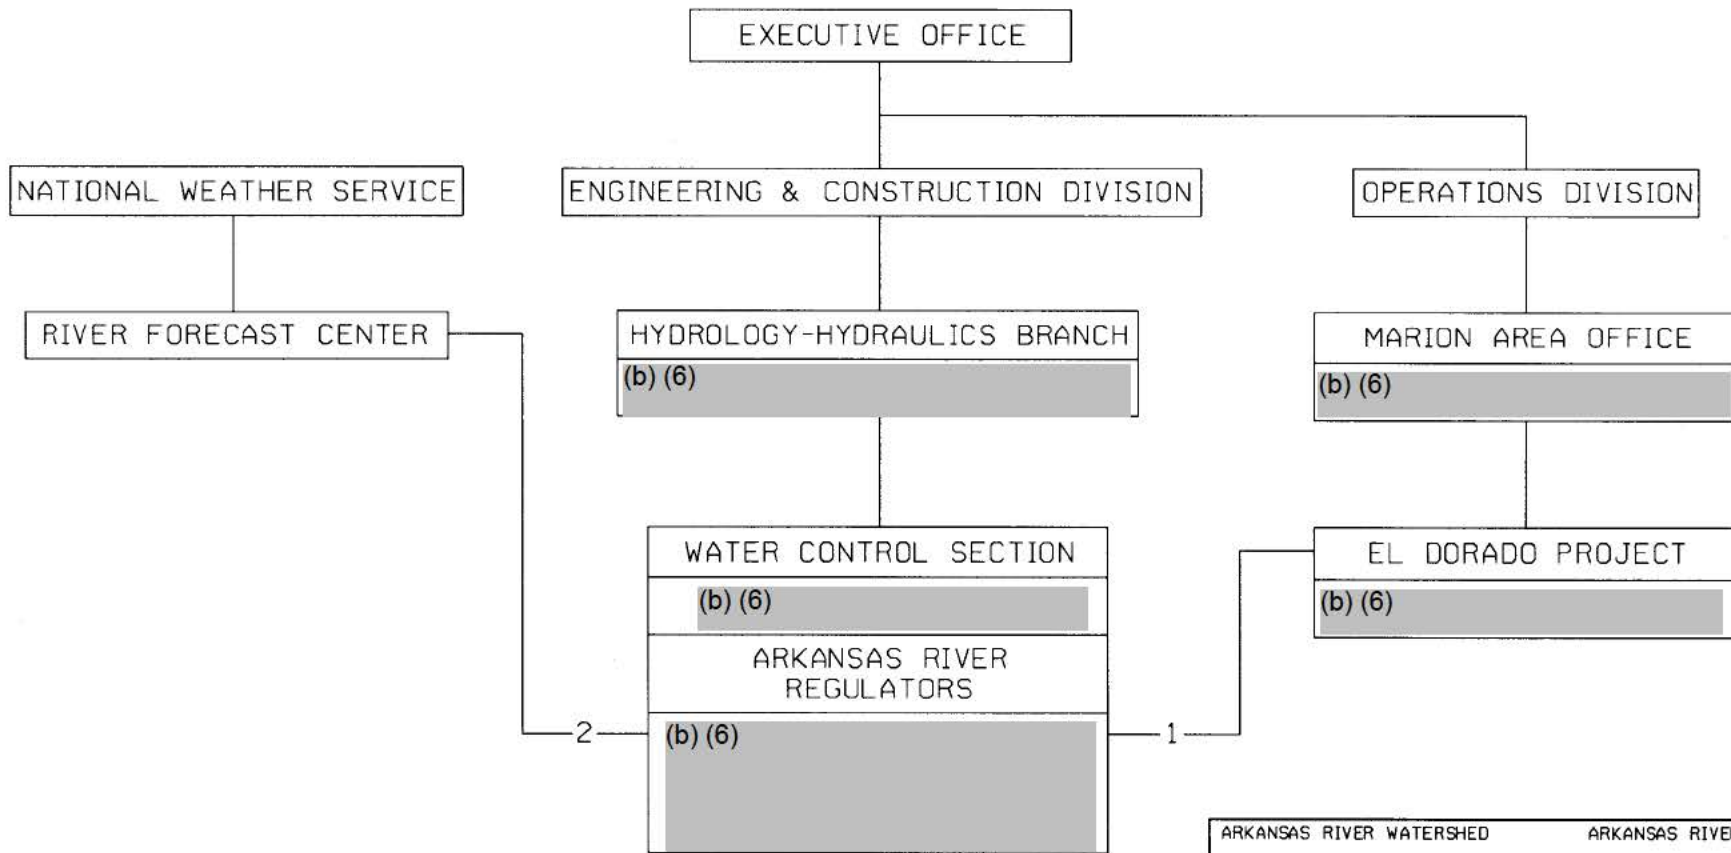 EXECUTIVE OFFICE
NATIONAL WEATHER SERVICE
ENGINEERING & CONSTRUCTION DIVISION
OPERATIONS DIVISION
RIVER FORECAST CENTER
HYDROLOGY-HYDRAULICS BRANCH
(b) (6)
MARION AREA OFFICE
(b) (6)
WATER CONTROL SECTION
(b) (6)
ARKANSAS RIVER
REGULATORS
(b) (6)
EL DORADO PROJECT
(b) (6)
2
1
ARKANSAS RIVER WATERSHED ARKANSAS RIVER